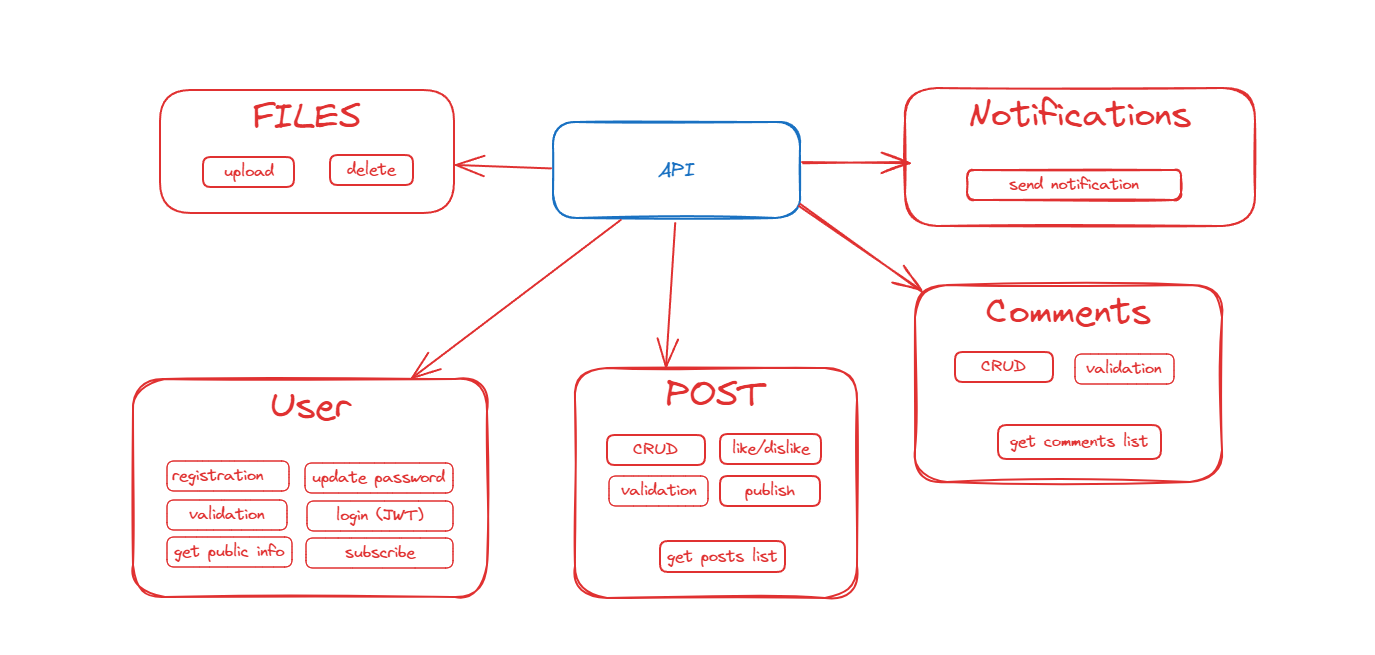 FILES
upload
delete
API
Notifications
send notification
Comments
CRUD
validation
get comments list
User
registration
update password
validation
login (JWT)
get public info
subscribe
POST
CRUD
like/dislike
validation
publish
get posts list